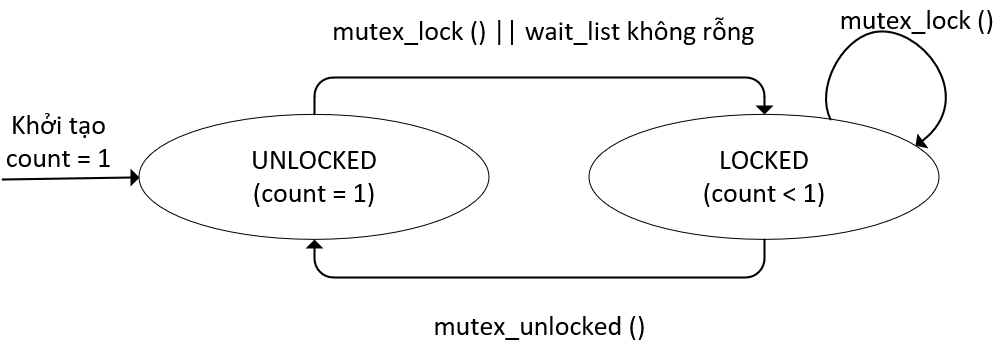 mutex_lock () || wait_list không rỗng
mutex_lock ()
Khởi tạo
count = 1
UNLOCKED
(count = 1)
LOCKED
(count < 1)
mutex_unlocked ()